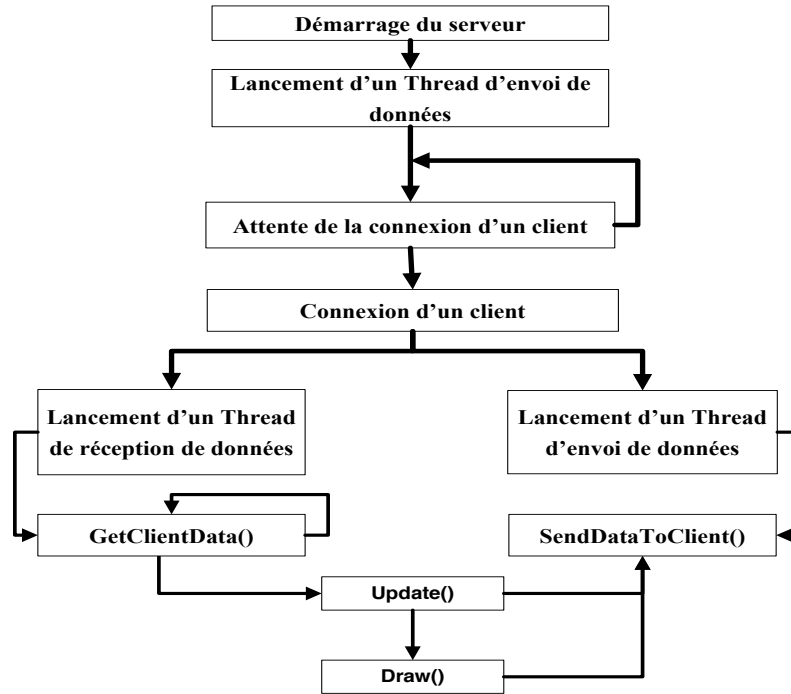 Démarrage du serveur
Lancement d'un Thread d'envoi de
données
Attente de la connexion d'un client
Connexion d'un client
Lancement d'un Thread
de réception de données
Lancement d'un Thread
d'envoi de données
GetClientData()
SendDataToClient()
Update()
Draw()